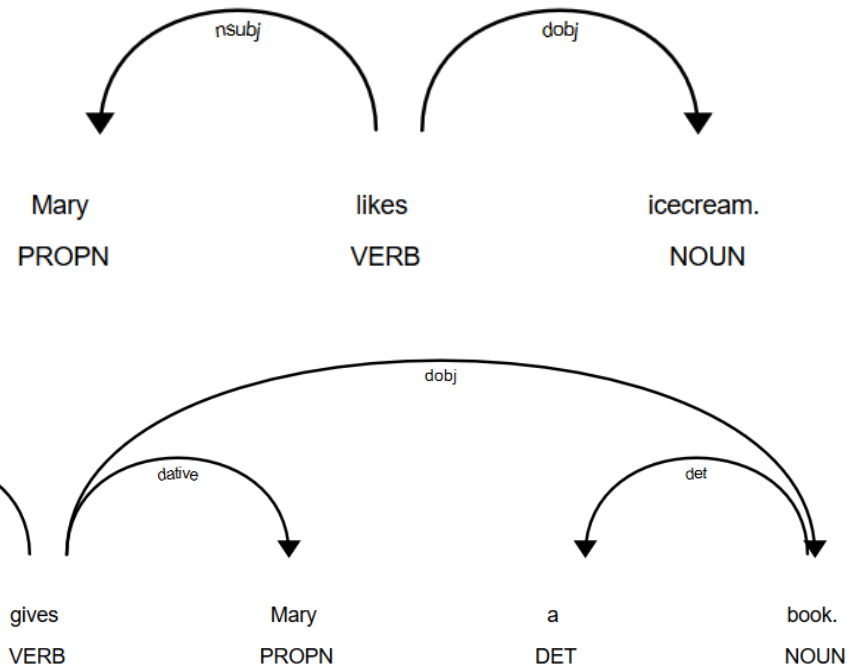 nsubj dobj
Mary likes icecream.
PROPN VERB NOUN
dobj
dative det
gives Mary a book.
VERB PROPN DET NOUN